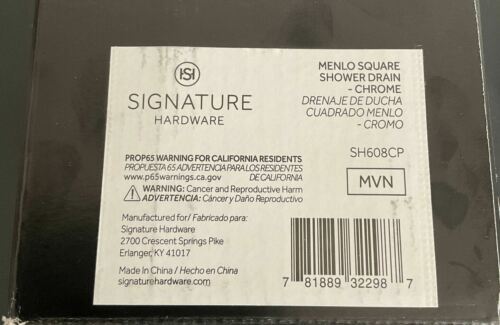 SIGNATURE
HARDWARE
MENLO SQUARE
SHOWER DRAIN
- CHROME
DRENAJE DE DUCHA
CUADRADO MENLO
- CROMO
SH608CP
MVN
PROP65 WARNING FOR CALIFORNIA RESIDENTS
PROPUESTA 65 ADVERTENCIA PARA LOS RESIDENTES
www.p65warnings.ca.gov DE CALIFORNIA
WARNING: Cancer and Reproductive Harm
ADVERTENCIA: Cáncer y Daño Reproductivo
Manufactured for/ Fabricado para:
Signature Hardware
2700 Crescent Springs Pike
Erlanger, KY 41017
Made in China / Hecho en China
signaturehardware.com
7 81889 32298 7